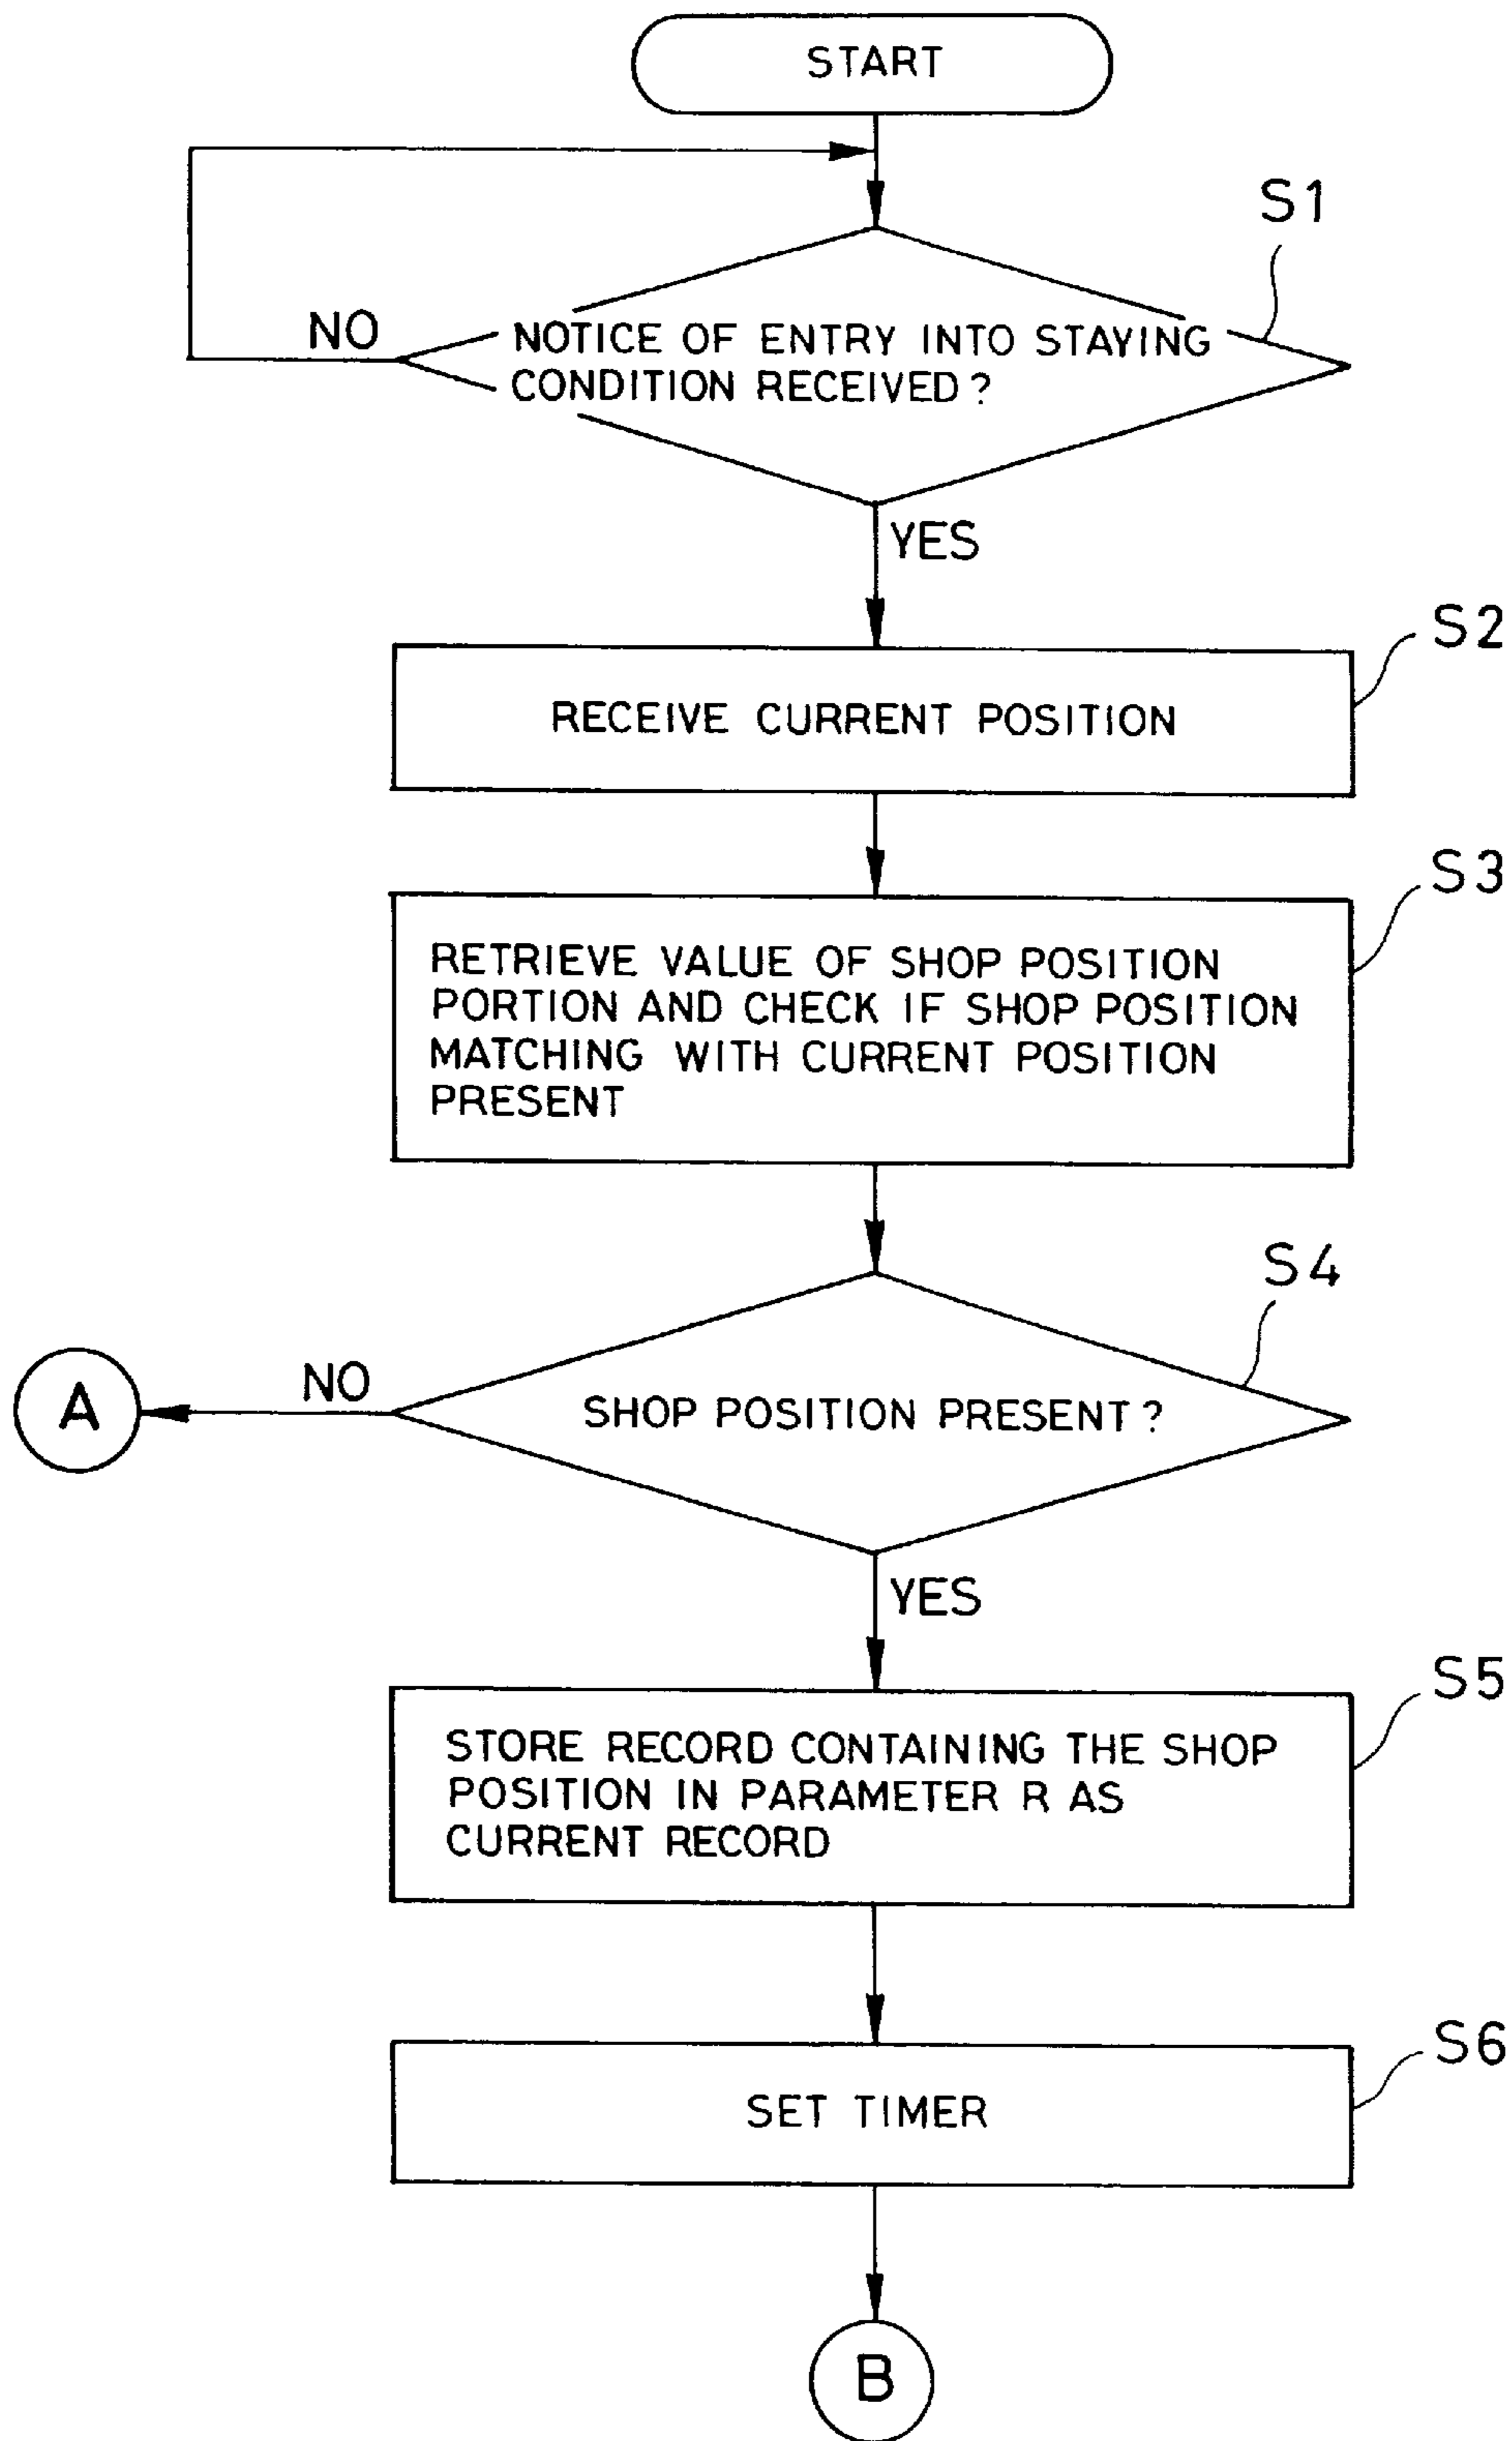 START
S1
NO
NOTICE OF ENTRY INTO STAYING
CONDITION RECEIVED?
YES
S2
RECEIVE CURRENT POSITION
S3
RETRIEVE VALUE OF SHOP POSITION
PORTION AND CHECK IF SHOP POSITION
MATCHING WITH CURRENT POSITION
PRESENT
S4
A
NO
SHOP POSITION PRESENT?
YES
S5
STORE RECORD CONTAINING THE SHOP
POSITION IN PARAMETER R AS
CURRENT RECORD
S6
SET TIMER
B